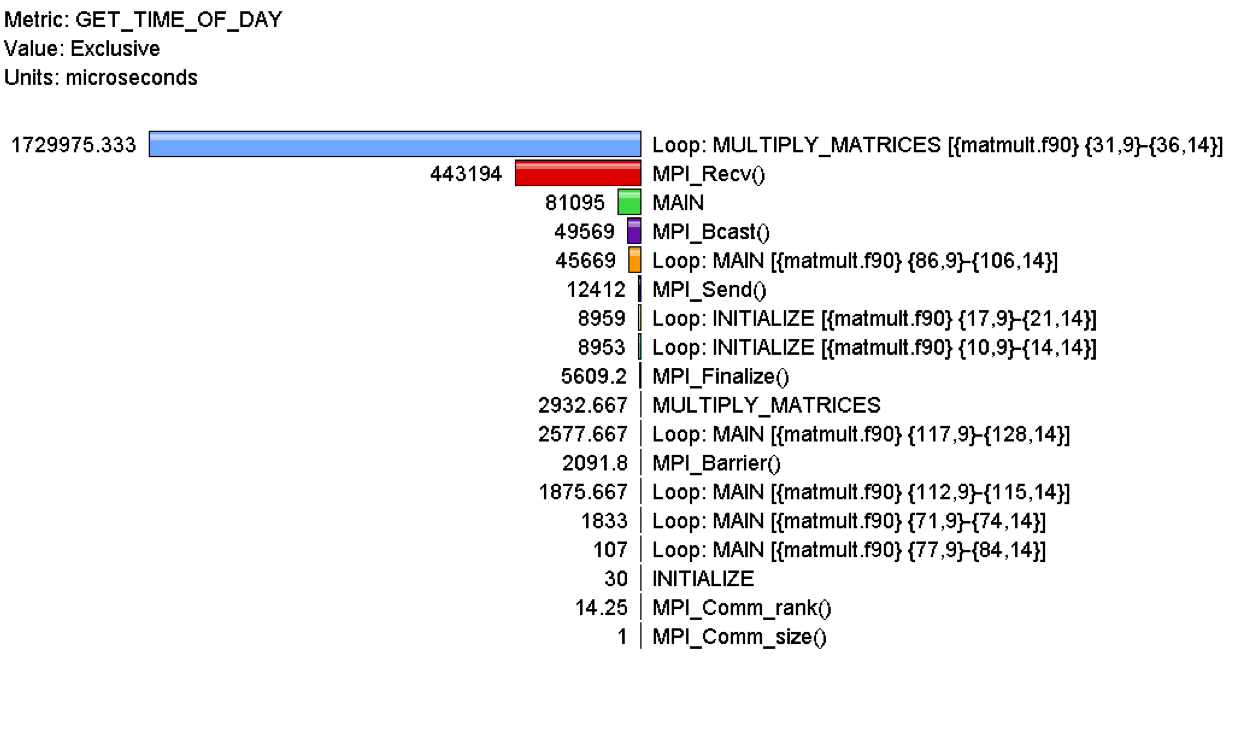 Metric: GET_TIME_OF_DAY
Value: Exclusive
Units: microseconds
1729975.333 Loop: MULTIPLY_MATRICES [{matmult.f90} {31,9}-{36,14}]
443194 MPI_Recv()
81095 MAIN
49569 MPI_Bcast()
45669 Loop: MAIN [{matmult.f90} {86,9}-{106,14}]
12412 MPI_Send()
8959 Loop: INITIALIZE [{matmult.f90} {17,9}-{21,14}]
8953 Loop: INITIALIZE [{matmult.f90} {10,9}-{14,14}]
5609.2 MPI_Finalize()
2932.667 MULTIPLY_MATRICES
2577.667 Loop: MAIN [{matmult.f90} {117,9}-{128,14}]
2091.8 MPI_Barrier()
1875.667 Loop: MAIN [{matmult.f90} {112,9}-{115,14}]
1833 Loop: MAIN [{matmult.f90} {71,9}-{74,14}]
107 Loop: MAIN [{matmult.f90} {77,9}-{84,14}]
30 INITIALIZE
14.25 MPI_Comm_rank()
1 MPI_Comm_size()